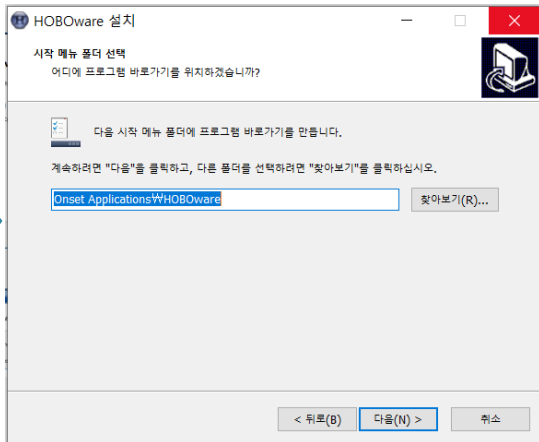 HOBOware 설치
시작 메뉴 폴더 선택
어디에 프로그램 바로가기를 위치하겠습니까?
다음 시작 메뉴 폴더에 프로그램 바로가기를 만듭니다.
계속하려면 "다음"을 클릭하고, 다른 폴더를 선택하려면 "찾아보기"를 클릭하십시오.
Onset Applications₩HOBOware
찾아보기(R)...
< 뒤로(B)
다음(N) >
취소